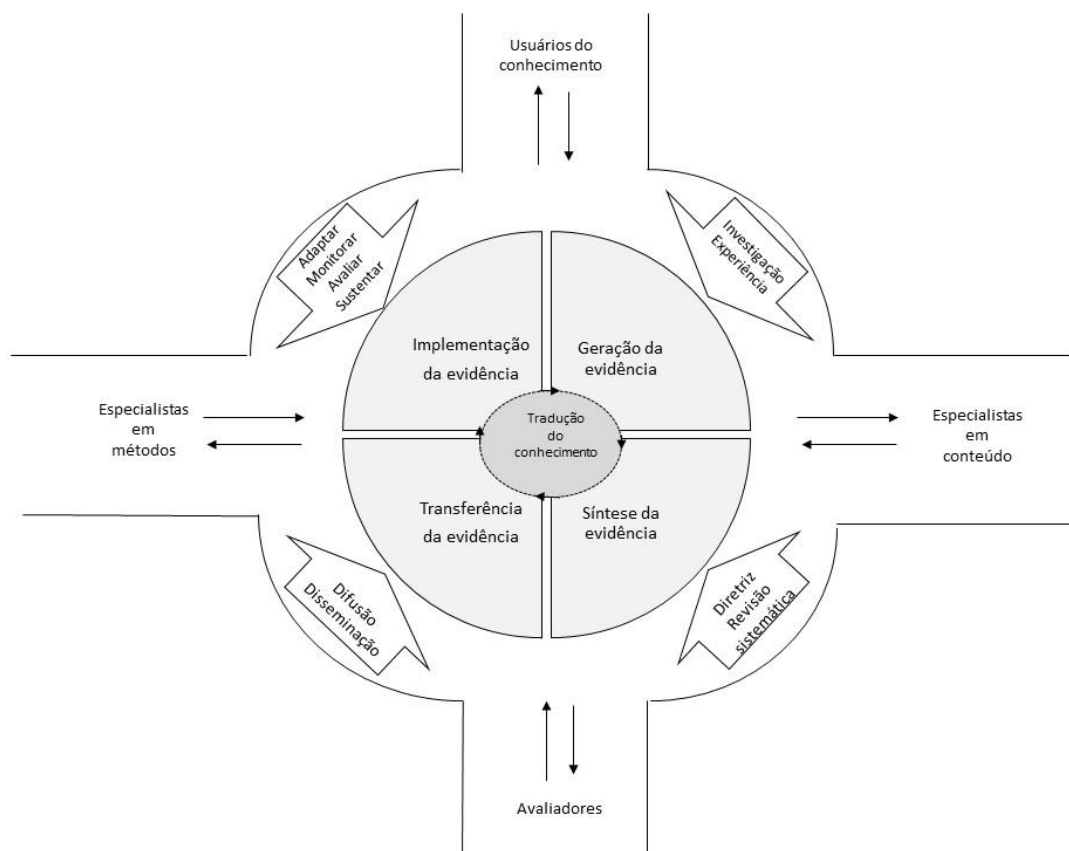 Usuários do
conhecimento
Adaptar
Monitorar
Avaliar
Sustentar
Investigação
Experiência
Implementação
da evidência
Geração da
evidência
Especialistas
em
métodos
Tradução
do
conhecimento
Especialistas
em
conteúdo
Transferência
da evidência
Síntese da
evidência
Difusão
Disseminação
Diretriz
Revisão
sistemática
Avaliadores